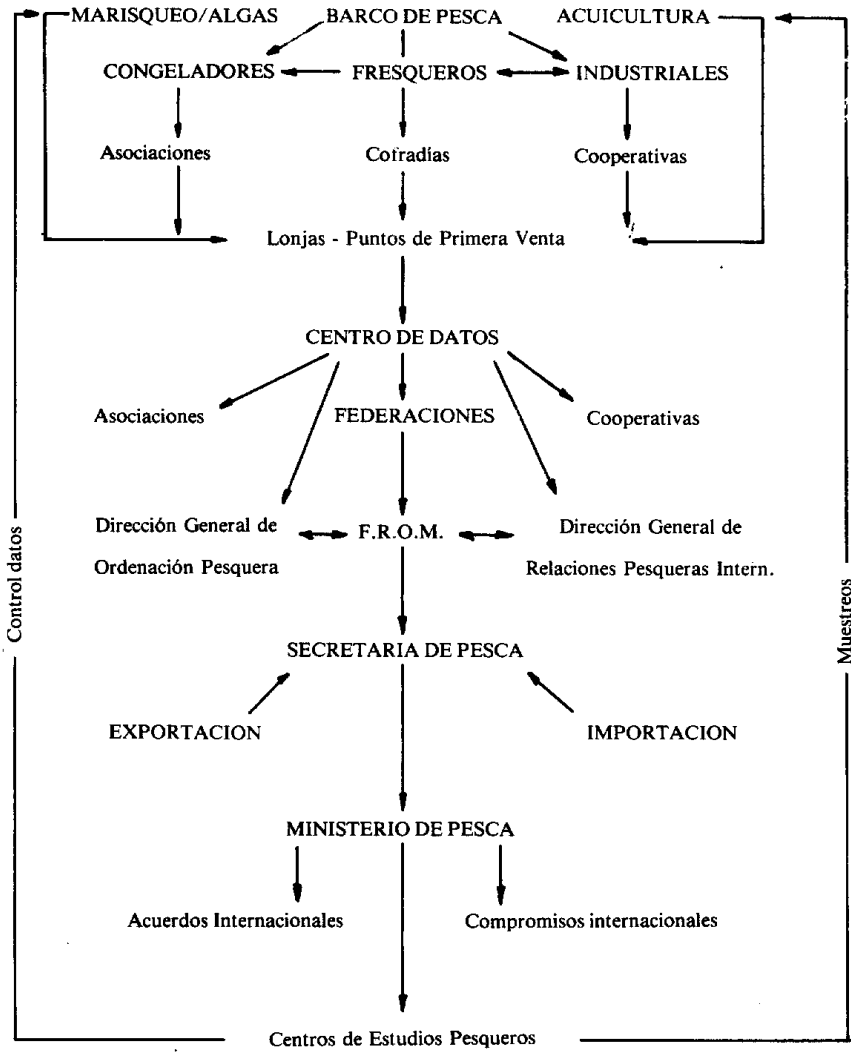 MARISQUEO/ALGAS BARCO DE PESCA ACUICULTURA
CONGELADORES FRESQUEROS INDUSTRIALES
Asociaciones Cofradías Cooperativas
Lonjas - Puntos de Primera Venta
CENTRO DE DATOS
Asociaciones FEDERACIONES Cooperativas
Dirección General de F.R.O.M. Dirección General de
Ordenación Pesquera Relaciones Pesqueras Intern.
Control datos
Muestreos
SECRETARIA DE PESCA
EXPORTACION IMPORTACION
MINISTERIO DE PESCA
Acuerdos Internacionales Compromisos internacionales
Centros de Estudios Pesqueros